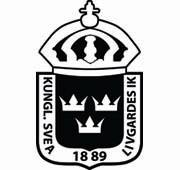 KUNGL. SVEA
LIVGARDES IK
1889